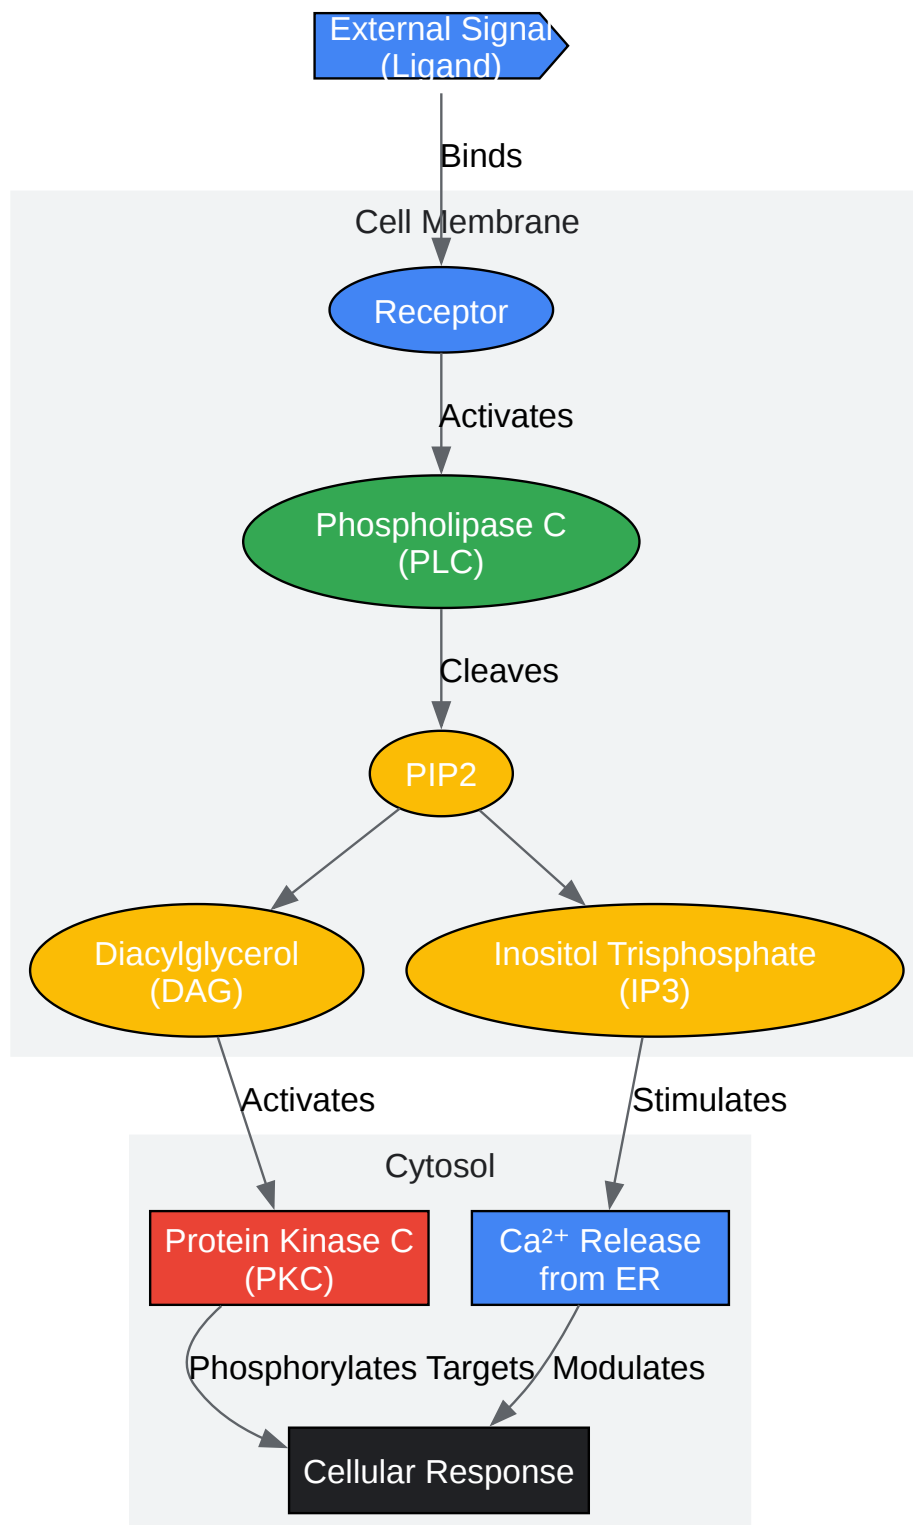 External Signal
(Ligand)
Binds
Cell Membrane
Receptor
Activates
Phospholipase C
(PLC)
Cleaves
PIP2
Diacylglycerol
(DAG)
Inositol Trisphosphate
(IP3)
Activates
Stimulates
Cytosol
Protein Kinase C
(PKC)
Ca²⁺ Release
from ER
Phosphorylates Targets
Modulates
Cellular Response